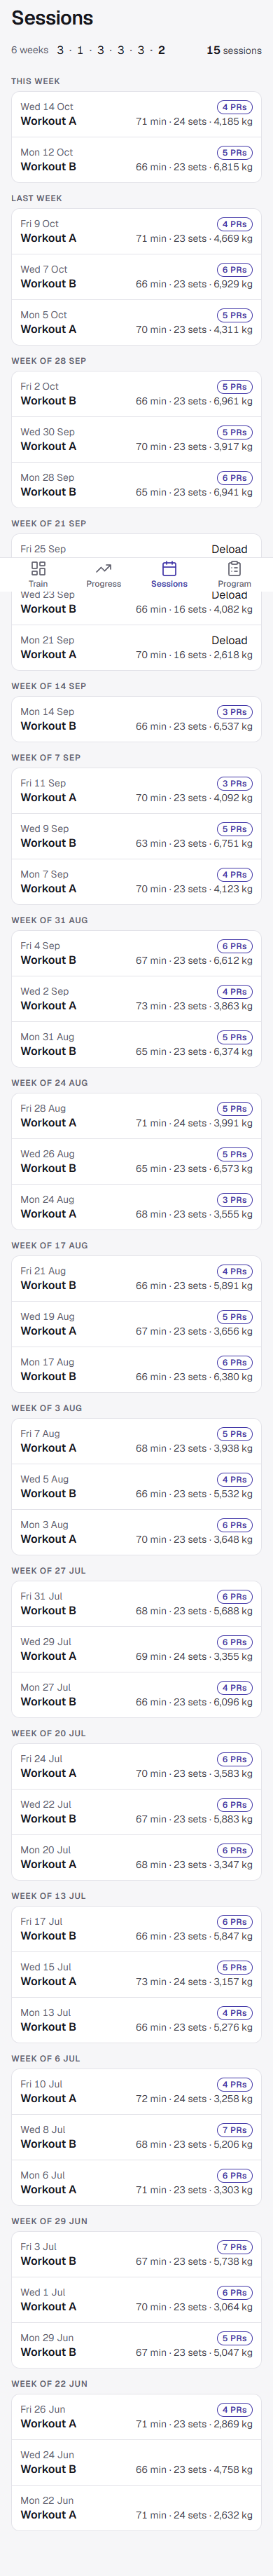 Sessions
6 weeks 3 · 1 · 3 · 3 · 3 · 2 15 sessions
THIS WEEK
Wed 14 Oct 4 PRs
Workout A 71 min · 24 sets · 4,185 kg
Mon 12 Oct 5 PRs
Workout B 66 min · 23 sets · 6,815 kg
LAST WEEK
Fri 9 Oct 4 PRs
Workout A 71 min · 23 sets · 4,669 kg
Wed 7 Oct 6 PRs
Workout B 66 min · 23 sets · 6,929 kg
Mon 5 Oct 5 PRs
Workout A 70 min · 23 sets · 4,311 kg
WEEK OF 28 SEP
Fri 2 Oct 5 PRs
Workout B 66 min · 23 sets · 6,961 kg
Wed 30 Sep 5 PRs
Workout A 70 min · 23 sets · 3,917 kg
Mon 28 Sep 6 PRs
Workout B 65 min · 23 sets · 6,941 kg
WEEK OF 21 SEP
Fri 25 Sep Deload
Train Progress Sessions Program
Wed 23 Sep Deload
Workout B 66 min · 16 sets · 4,082 kg
Mon 21 Sep Deload
Workout A 70 min · 16 sets · 2,618 kg
WEEK OF 14 SEP
Mon 14 Sep 3 PRs
Workout B 66 min · 23 sets · 6,537 kg
WEEK OF 7 SEP
Fri 11 Sep 3 PRs
Workout A 70 min · 23 sets · 4,092 kg
Wed 9 Sep 5 PRs
Workout B 63 min · 23 sets · 6,751 kg
Mon 7 Sep 4 PRs
Workout A 70 min · 23 sets · 4,123 kg
WEEK OF 31 AUG
Fri 4 Sep 6 PRs
Workout B 67 min · 23 sets · 6,612 kg
Wed 2 Sep 4 PRs
Workout A 73 min · 23 sets · 3,863 kg
Mon 31 Aug 5 PRs
Workout B 65 min · 23 sets · 6,374 kg
WEEK OF 24 AUG
Fri 28 Aug 5 PRs
Workout A 71 min · 24 sets · 3,991 kg
Wed 26 Aug 5 PRs
Workout B 65 min · 23 sets · 6,573 kg
Mon 24 Aug 3 PRs
Workout A 68 min · 23 sets · 3,555 kg
WEEK OF 17 AUG
Fri 21 Aug 4 PRs
Workout B 66 min · 23 sets · 5,891 kg
Wed 19 Aug 5 PRs
Workout A 67 min · 23 sets · 3,656 kg
Mon 17 Aug 6 PRs
Workout B 66 min · 23 sets · 6,380 kg
WEEK OF 3 AUG
Fri 7 Aug 5 PRs
Workout A 68 min · 23 sets · 3,938 kg
Wed 5 Aug 4 PRs
Workout B 66 min · 23 sets · 5,532 kg
Mon 3 Aug 6 PRs
Workout A 70 min · 23 sets · 3,648 kg
WEEK OF 27 JUL
Fri 31 Jul 6 PRs
Workout B 68 min · 23 sets · 5,688 kg
Wed 29 Jul 6 PRs
Workout A 69 min · 24 sets · 3,355 kg
Mon 27 Jul 4 PRs
Workout B 66 min · 23 sets · 6,096 kg
WEEK OF 20 JUL
Fri 24 Jul 6 PRs
Workout A 70 min · 23 sets · 3,583 kg
Wed 22 Jul 6 PRs
Workout B 67 min · 23 sets · 5,883 kg
Mon 20 Jul 6 PRs
Workout A 68 min · 23 sets · 3,347 kg
WEEK OF 13 JUL
Fri 17 Jul 6 PRs
Workout B 66 min · 23 sets · 5,847 kg
Wed 15 Jul 5 PRs
Workout A 73 min · 24 sets · 3,157 kg
Mon 13 Jul 4 PRs
Workout B 66 min · 23 sets · 5,276 kg
WEEK OF 6 JUL
Fri 10 Jul 4 PRs
Workout A 72 min · 24 sets · 3,258 kg
Wed 8 Jul 7 PRs
Workout B 68 min · 23 sets · 5,206 kg
Mon 6 Jul 6 PRs
Workout A 71 min · 23 sets · 3,303 kg
WEEK OF 29 JUN
Fri 3 Jul 7 PRs
Workout B 67 min · 23 sets · 5,738 kg
Wed 1 Jul 6 PRs
Workout A 70 min · 23 sets · 3,064 kg
Mon 29 Jun 5 PRs
Workout B 67 min · 23 sets · 5,047 kg
WEEK OF 22 JUN
Fri 26 Jun 4 PRs
Workout A 71 min · 23 sets · 2,869 kg
Wed 24 Jun
Workout B 66 min · 23 sets · 4,758 kg
Mon 22 Jun
Workout A 71 min · 24 sets · 2,632 kg